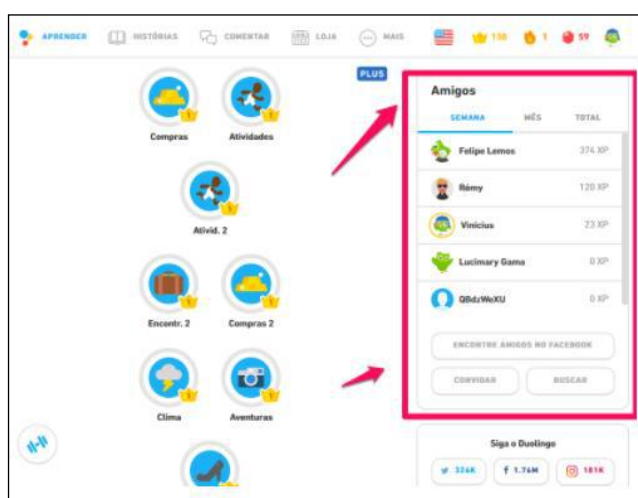 APRENDER HISTÓRIAS COMENTAR LOJA MAIS 138 1 59
PLUS
Compras Atividades
Ativid. 2
Encontr. 2 Compras 2
Clima Aventuras
Amigos
SEMANA MÊS TOTAL
Felipe Lemos 374 XP
Rémy 120 XP
Vinicius 23 XP
Lucimary Gama 0 XP
QBdzWeXU 0 XP
ENCONTRE AMIGOS NO FACEBOOK
CONVIDAR BUSCAR
Siga o Duolingo
326K 1.76M 181K